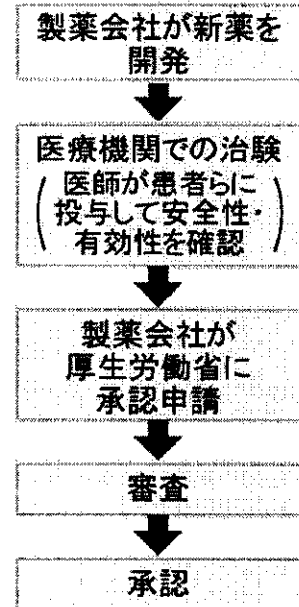 製薬会社が新薬を
開発
医療機関での治験
(医師が患者らに
投与して安全性・
有効性を確認)
製薬会社が
厚生労働省に
承認申請
審査
承認